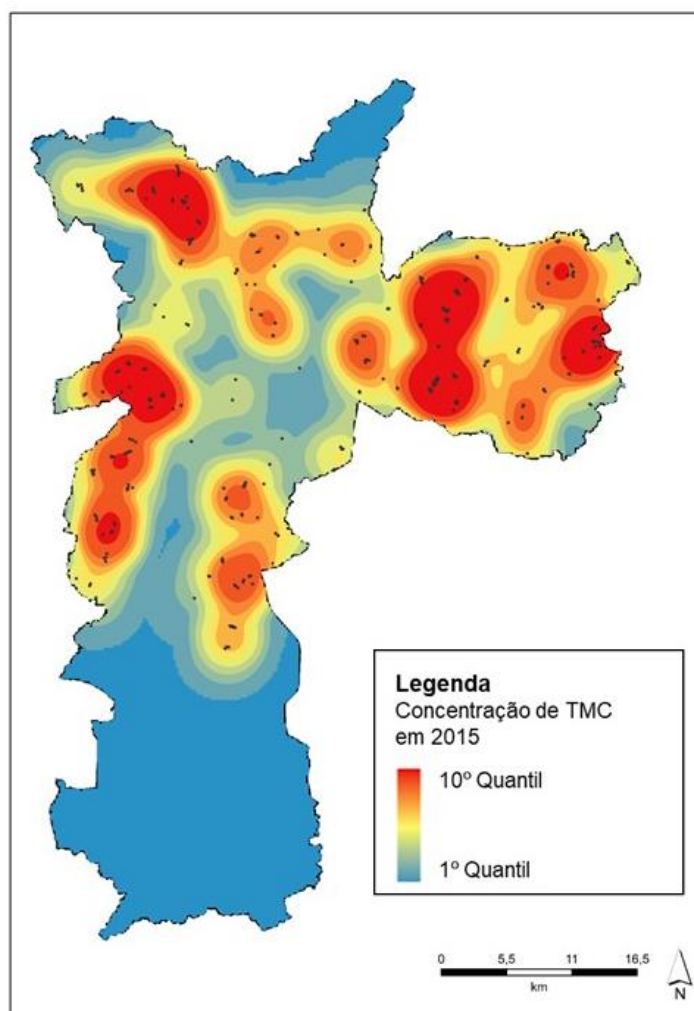 Legenda
Concentração de TMC
em 2015
10º Quantil
1º Quantil
0 5,5 11 16,5
km
N